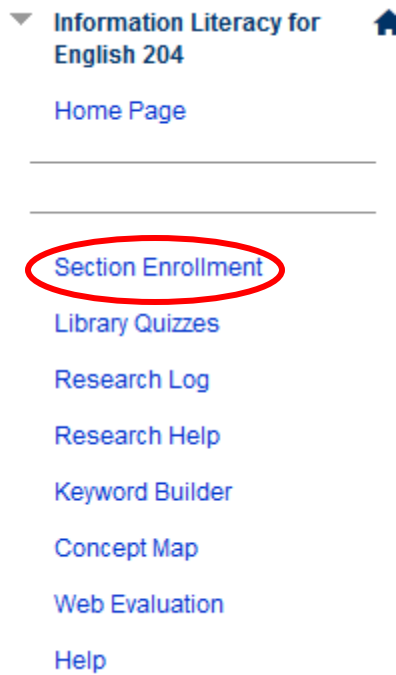 Information Literacy for
English 204
Home Page
Section Enrollment
Library Quizzes
Research Log
Research Help
Keyword Builder
Concept Map
Web Evaluation
Help